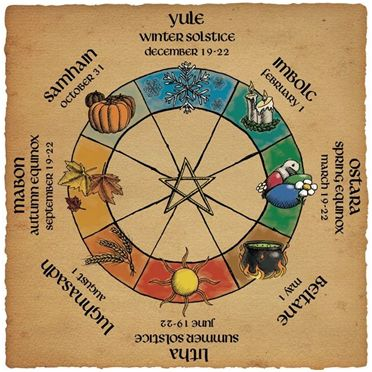 Yule
Winter Solstice
December 19-22
Imbolc
February 1
Ostara
Spring Equinox
March 19-22
Beltane
May 1
Litha
Summer Solstice
June 19-22
Lughnasadh
August 1
Mabon
Autumn Equinox
September 19-22
Samhain
October 31